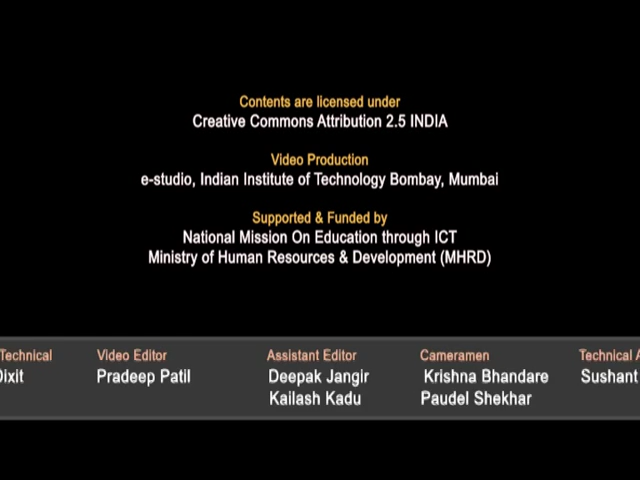 Contents are licensed under
Creative Commons Attribution 2.5 INDIA
Video Production
e-studio, Indian Institute of Technology Bombay, Mumbai
Supported & Funded by
National Mission On Education through ICT
Ministry of Human Resources & Development (MHRD)
Technical Video Editor Assistant Editor Cameramen Technical
Pradeep Patil Deepak Jangir Krishna Bhandare Sushant
Kailash Kadu Paudel Shekhar